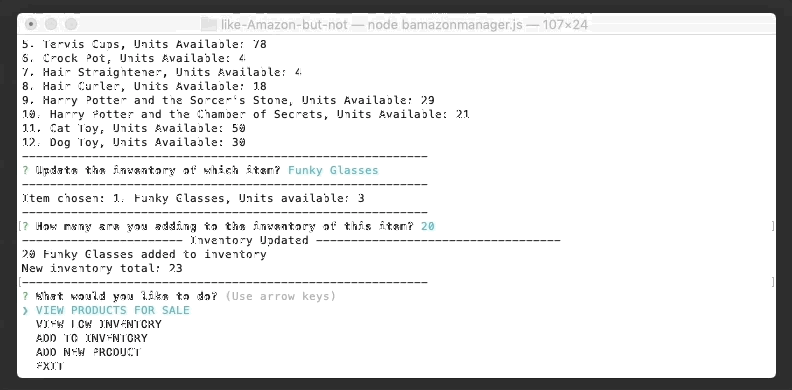 like-Amazon-but-not — node bamazonmanager.js — 107×24
5. Tervis Cups, Units Available: 78
6. Crock Pot, Units Available: 4
7. Hair Straightener, Units Available: 4
8. Hair Curler, Units Available: 18
9. Harry Potter and the Sorcer's Stone, Units Available: 29
10. Harry Potter and the Chamber of Secrets, Units Available: 21
11. Cat Toy, Units Available: 50
12. Dog Toy, Units Available: 30
----------------------------------------------------------
? Update the inventory of which item? Funky Glasses
----------------------------------------------------------
Item chosen: 1. Funky Glasses, Units available: 3
----------------------------------------------------------
[? How many are you adding to the inventory of this item? 20 ]
----------------------- Inventory Updated -----------------------------------
20 Funky Glasses added to inventory
New inventory total: 23
[---------------------------------------------------------- ]
? What would you like to do? (Use arrow keys)
❯ VIEW PRODUCTS FOR SALE
VIEW LOW INVENTORY
ADD TO INVENTORY
ADD NEW PRODUCT
EXIT